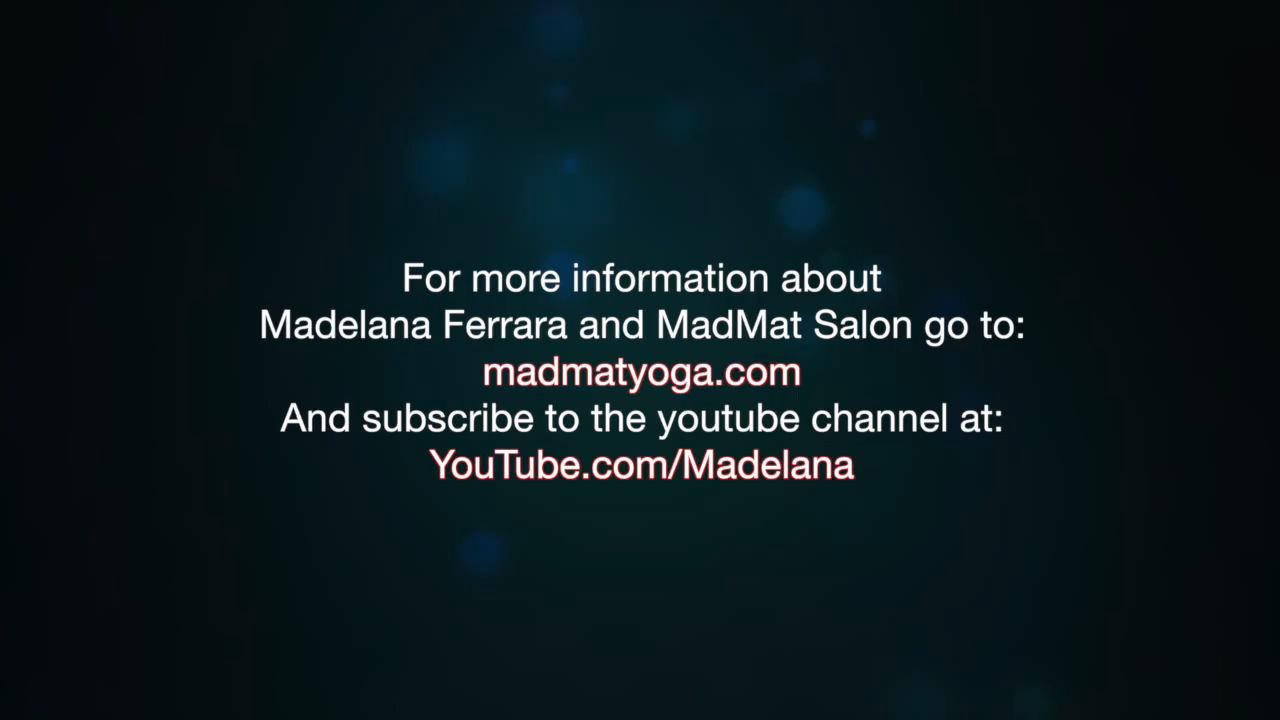 For more information about
Madelana Ferrara and MadMat Salon go to:
madmatyoga.com
And subscribe to the youtube channel at:
YouTube.com/Madelana